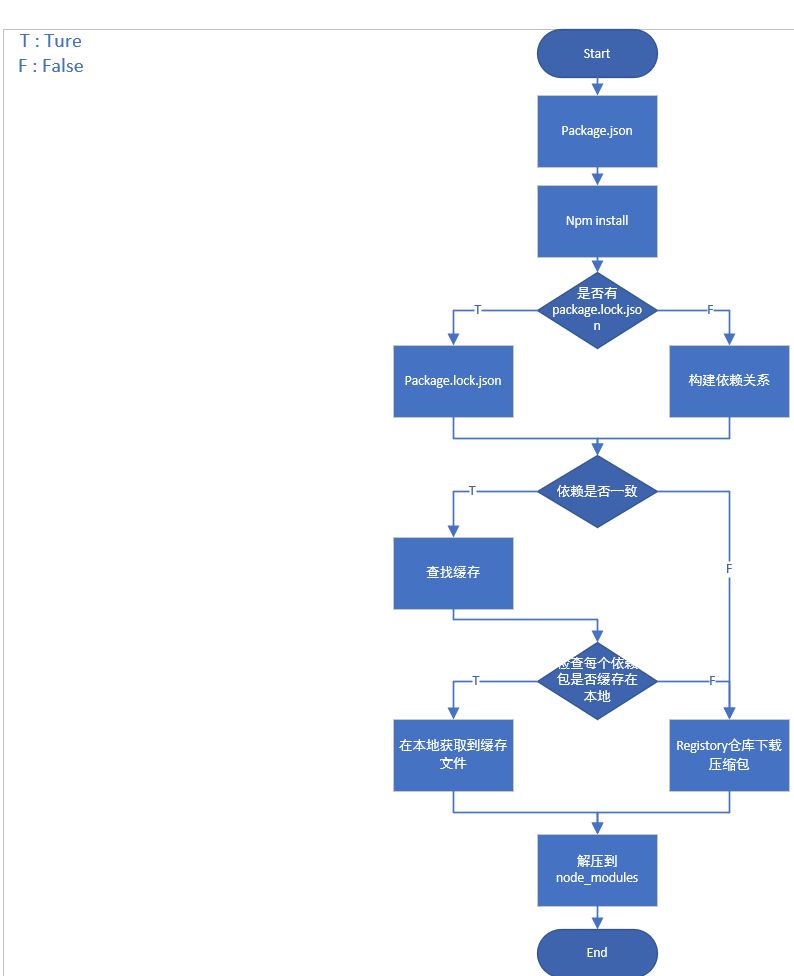 T : Ture
F : False
Start
Package.json
Npm install
是否有
package.lock.jso
n
T
F
Package.lock.json
构建依赖关系
依赖是否一致
T
F
查找缓存
检查每个依赖
包是否缓存在
本地
T
F
在本地获取到缓存
文件
Registory仓库下载
压缩包
解压到
node_modules
End